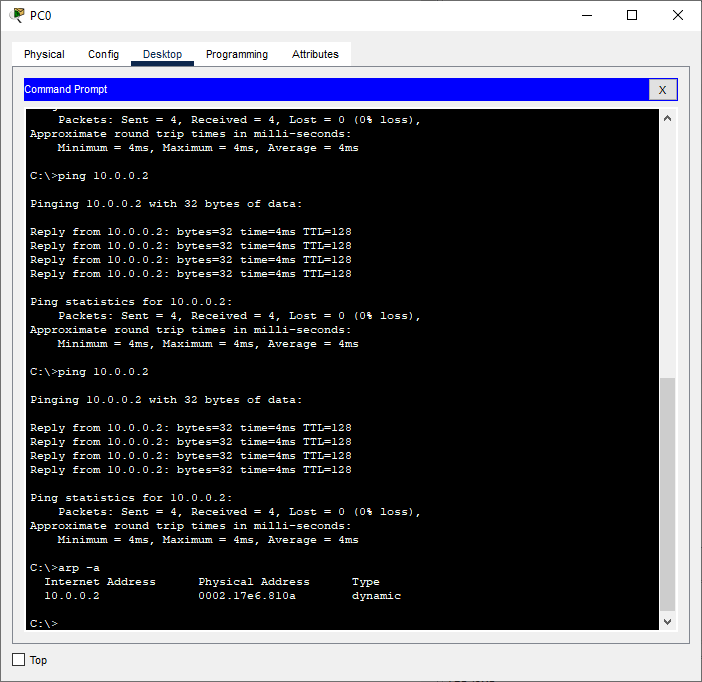 PC0
Physical Config Desktop Programming Attributes
Command Prompt X
Packets: Sent = 4, Received = 4, Lost = 0 (0% loss),
Approximate round trip times in milli-seconds:
Minimum = 4ms, Maximum = 4ms, Average = 4ms
C:\>ping 10.0.0.2
Pinging 10.0.0.2 with 32 bytes of data:
Reply from 10.0.0.2: bytes=32 time=4ms TTL=128
Reply from 10.0.0.2: bytes=32 time=4ms TTL=128
Reply from 10.0.0.2: bytes=32 time=4ms TTL=128
Reply from 10.0.0.2: bytes=32 time=4ms TTL=128
Ping statistics for 10.0.0.2:
Packets: Sent = 4, Received = 4, Lost = 0 (0% loss),
Approximate round trip times in milli-seconds:
Minimum = 4ms, Maximum = 4ms, Average = 4ms
C:\>ping 10.0.0.2
Pinging 10.0.0.2 with 32 bytes of data:
Reply from 10.0.0.2: bytes=32 time=4ms TTL=128
Reply from 10.0.0.2: bytes=32 time=4ms TTL=128
Reply from 10.0.0.2: bytes=32 time=4ms TTL=128
Reply from 10.0.0.2: bytes=32 time=4ms TTL=128
Ping statistics for 10.0.0.2:
Packets: Sent = 4, Received = 4, Lost = 0 (0% loss),
Approximate round trip times in milli-seconds:
Minimum = 4ms, Maximum = 4ms, Average = 4ms
C:\>arp -a
Internet Address Physical Address Type
10.0.0.2 0002.17e6.810a dynamic
C:\>
Top